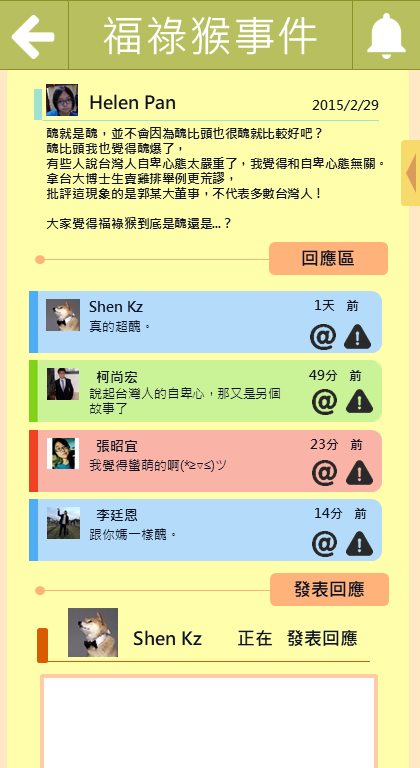 福祿猴事件
Helen Pan
2015/2/29
醜就是醜，並不會因為醜比頭也很醜就比較好吧？
醜比頭我也覺得醜爆了，
有些人說台灣人自卑心態太嚴重了，我覺得和自卑心態無關。
拿台大博士生賣雞排舉例更荒謬，
批評這現象的是郭某大董事，不代表多數台灣人！
大家覺得福祿猴到底是醜還是...？
回應區
Shen Kz
1天 前
真的超醜。
柯尚宏
49分 前
說起台灣人的自卑心，那又是另個
故事了
張昭宜
23分 前
我覺得蠻萌的啊(*≥▽≤)ツ
李廷恩
14分 前
跟你媽一樣醜。
發表回應
Shen Kz 正在 發表回應